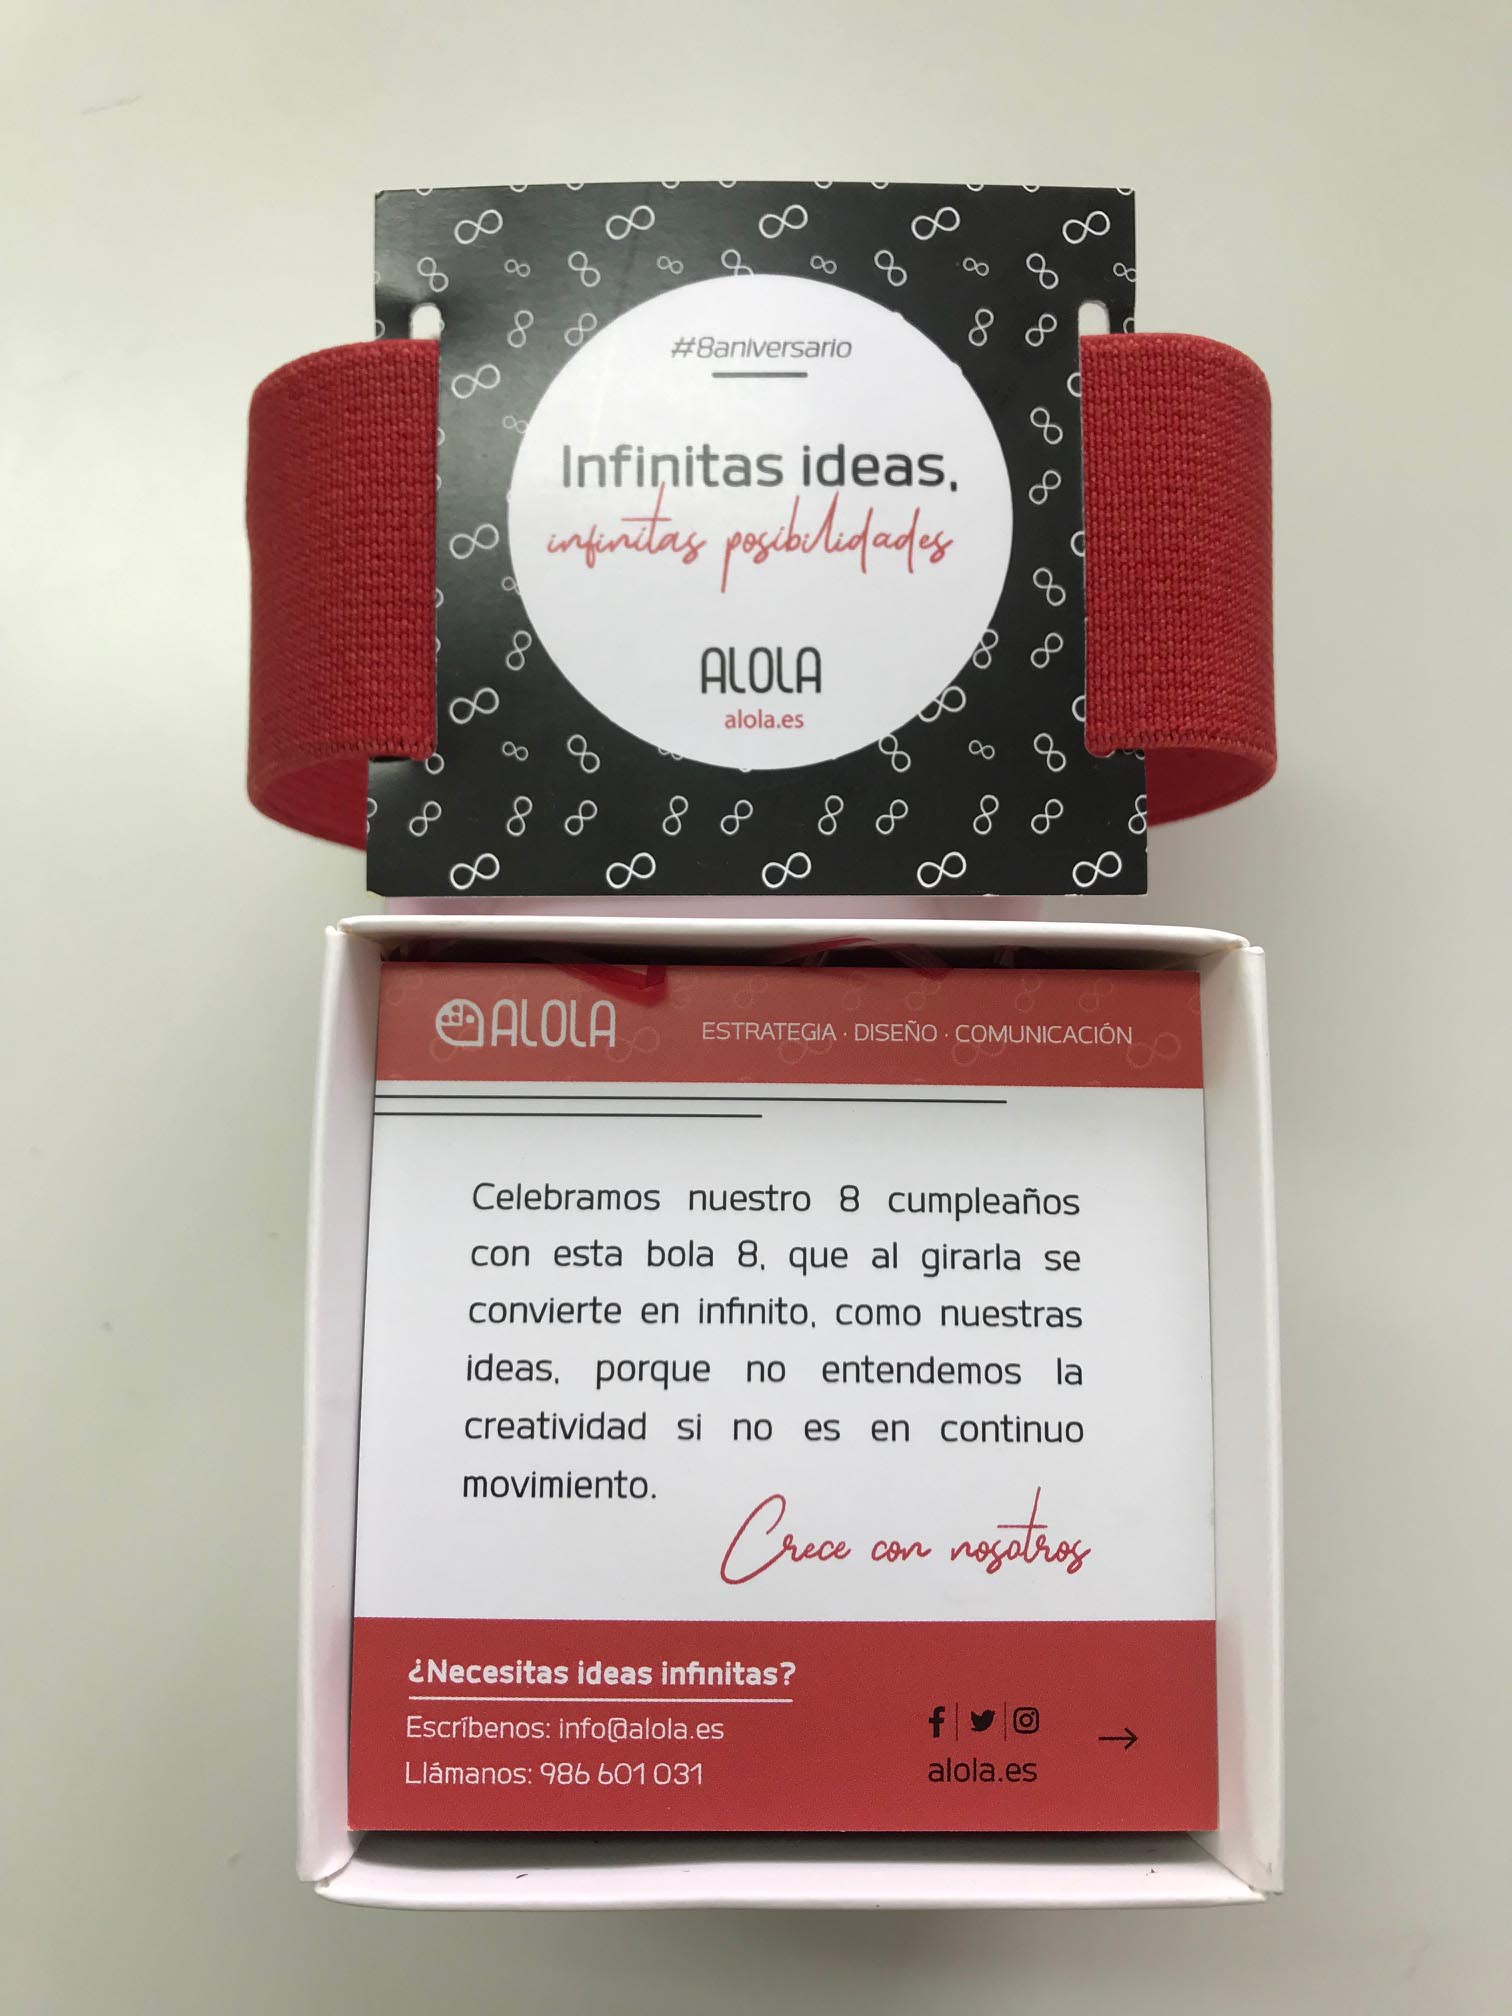 #8aniversario
Infinitas ideas,
infinitas posibilidades
ALOLA
alola.es
ALOLA
ESTRATEGIA · DISEÑO · COMUNICACIÓN
Celebramos nuestro 8 cumpleaños
con esta bola 8, que al girarla se
convierte en infinito, como nuestras
ideas, porque no entendemos la
creatividad si no es en continuo
movimiento.
Crece con nosotros
¿Necesitas ideas infinitas?
Escríbenos: info@alola.es
Llámanos: 986 601 031
alola.es